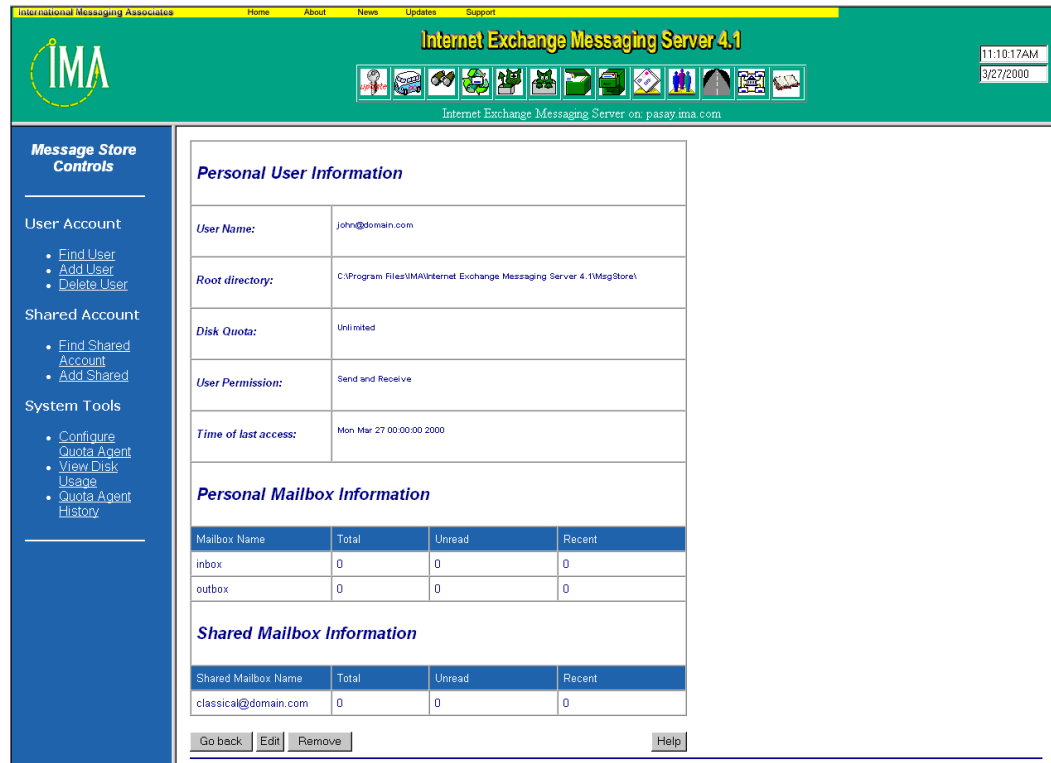 International Messaging Associates Home About News Updates Support
IMA
Internet Exchange Messaging Server 4.1
11:10:17AM
3/27/2000
update
Internet Exchange Messaging Server on: pasay.ima.com
Message Store
Controls
User Account
Find User
Add User
Delete User
Shared Account
Find Shared
Account
Add Shared
System Tools
Configure
Quota Agent
View Disk
Usage
Quota Agent
History
Personal User Information
User Name: john@domain.com
Root directory: C:\Program Files\IMA\Internet Exchange Messaging Server 4.1\MsgStore\
Disk Quota: Unlimited
User Permission: Send and Receive
Time of last access: Mon Mar 27 00:00:00 2000
Personal Mailbox Information
Mailbox Name Total Unread Recent
inbox 0 0 0
outbox 0 0 0
Shared Mailbox Information
Shared Mailbox Name Total Unread Recent
classical@domain.com 0 0 0
Go back Edit Remove Help